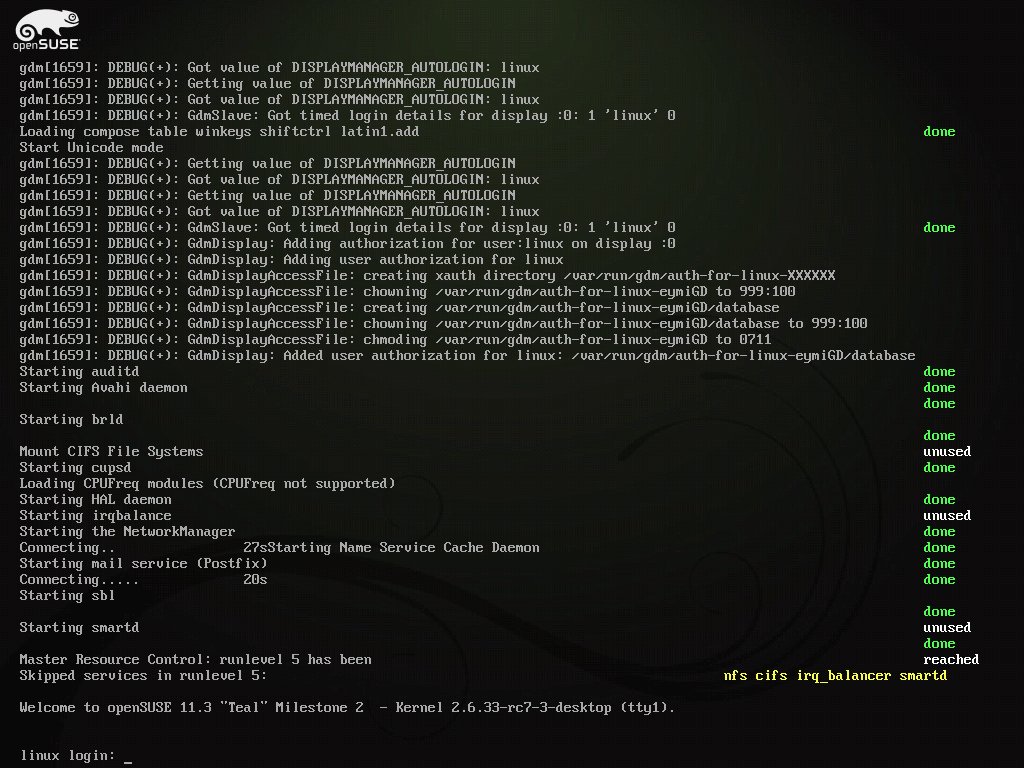 openSUSE
gdm[1659]: DEBUG(+): Got value of DISPLAYMANAGER_AUTOLOGIN: linux
gdm[1659]: DEBUG(+): Getting value of DISPLAYMANAGER_AUTOLOGIN
gdm[1659]: DEBUG(+): Got value of DISPLAYMANAGER_AUTOLOGIN: linux
gdm[1659]: DEBUG(+): GdmSlave: Got timed login details for display :0: 1 'linux' 0
Loading compose table winkeys shiftctrl latin1.add done
Start Unicode mode
gdm[1659]: DEBUG(+): Getting value of DISPLAYMANAGER_AUTOLOGIN
gdm[1659]: DEBUG(+): Got value of DISPLAYMANAGER_AUTOLOGIN: linux
gdm[1659]: DEBUG(+): Getting value of DISPLAYMANAGER_AUTOLOGIN
gdm[1659]: DEBUG(+): Got value of DISPLAYMANAGER_AUTOLOGIN: linux
gdm[1659]: DEBUG(+): GdmSlave: Got timed login details for display :0: 1 'linux' 0 done
gdm[1659]: DEBUG(+): GdmDisplay: Adding authorization for user:linux on display :0
gdm[1659]: DEBUG(+): GdmDisplay: Adding user authorization for linux
gdm[1659]: DEBUG(+): GdmDisplayAccessFile: creating xauth directory /var/run/gdm/auth-for-linux-XXXXXX
gdm[1659]: DEBUG(+): GdmDisplayAccessFile: chowning /var/run/gdm/auth-for-linux-eymiGD to 999:100
gdm[1659]: DEBUG(+): GdmDisplayAccessFile: creating /var/run/gdm/auth-for-linux-eymiGD/database
gdm[1659]: DEBUG(+): GdmDisplayAccessFile: chowning /var/run/gdm/auth-for-linux-eymiGD/database to 999:100
gdm[1659]: DEBUG(+): GdmDisplayAccessFile: chmoding /var/run/gdm/auth-for-linux-eymiGD to 0711
gdm[1659]: DEBUG(+): GdmDisplay: Added user authorization for linux: /var/run/gdm/auth-for-linux-eymiGD/database
Starting auditd done
Starting Avahi daemon done
done
Starting brld
done
Mount CIFS File Systems unused
Starting cupsd done
Loading CPUFreq modules (CPUFreq not supported)
Starting HAL daemon done
Starting irqbalance unused
Starting the NetworkManager done
Connecting.. 27sStarting Name Service Cache Daemon done
Starting mail service (Postfix) done
Connecting..... 20s done
Starting sbl
done
Starting smartd unused
done
Master Resource Control: runlevel 5 has been reached
Skipped services in runlevel 5: nfs cifs irq_balancer smartd
Welcome to openSUSE 11.3 "Teal" Milestone 2 - Kernel 2.6.33-rc7-3-desktop (tty1).
linux login: _